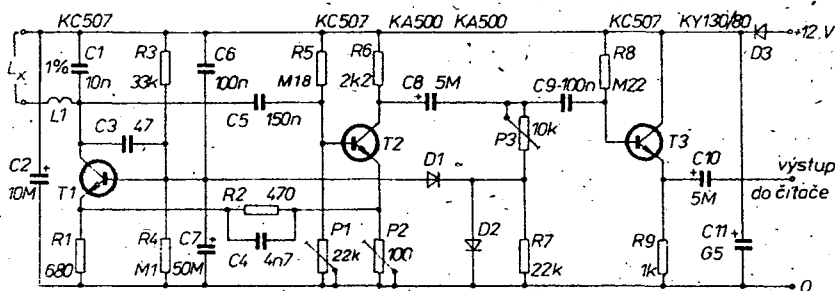 KC507 KC507 KA500 KA500 KC507 KY130/80
+12 V
D3
Lx
1%
C1
10n
R3
33k
C6
100n
R5
M18
R6
2k2
C8 5M
C9 100n
R8
M22
L1
C5 150n
C3 47
T2
P3
10k
T3
C2
10M
T1
D1
C10
5M
výstup
do čítače
R2 470
C4 4n7
D2
R1
680
R4
M1
C7
50M
P1
22k
P2
100
R7
22k
R9
1k
C11
G5
0